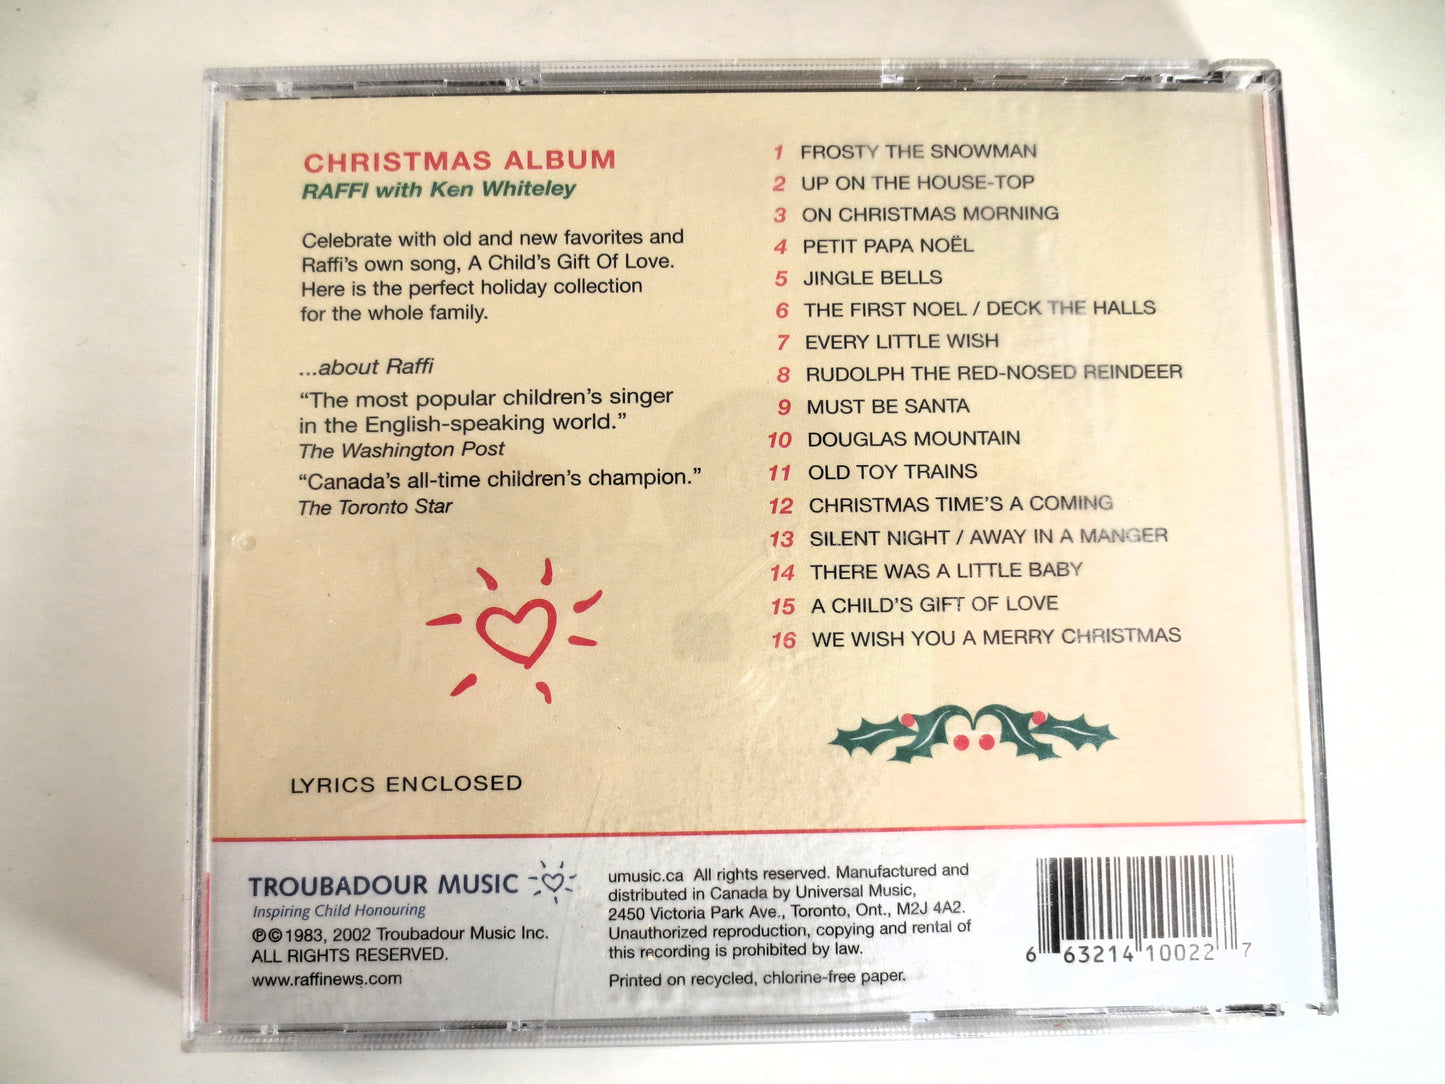 CHRISTMAS ALBUM
RAFFI with Ken Whiteley
Celebrate with old and new favorites and
Raffi's own song, A Child's Gift Of Love.
Here is the perfect holiday collection
for the whole family.
...about Raffi
“The most popular children's singer
in the English-speaking world.”
The Washington Post
“Canada's all-time children's champion.”
The Toronto Star
LYRICS ENCLOSED
1 FROSTY THE SNOWMAN
2 UP ON THE HOUSE-TOP
3 ON CHRISTMAS MORNING
4 PETIT PAPA NOËL
5 JINGLE BELLS
6 THE FIRST NOEL / DECK THE HALLS
7 EVERY LITTLE WISH
8 RUDOLPH THE RED-NOSED REINDEER
9 MUST BE SANTA
10 DOUGLAS MOUNTAIN
11 OLD TOY TRAINS
12 CHRISTMAS TIME'S A COMING
13 SILENT NIGHT / AWAY IN A MANGER
14 THERE WAS A LITTLE BABY
15 A CHILD'S GIFT OF LOVE
16 WE WISH YOU A MERRY CHRISTMAS
TROUBADOUR MUSIC
Inspiring Child Honouring
℗©1983, 2002 Troubadour Music Inc.
ALL RIGHTS RESERVED.
www.raffinews.com
umusic.ca All rights reserved. Manufactured and
distributed in Canada by Universal Music,
2450 Victoria Park Ave., Toronto, Ont., M2J 4A2.
Unauthorized reproduction, copying and rental of
this recording is prohibited by law.
Printed on recycled, chlorine-free paper.
6 63214 10022 7